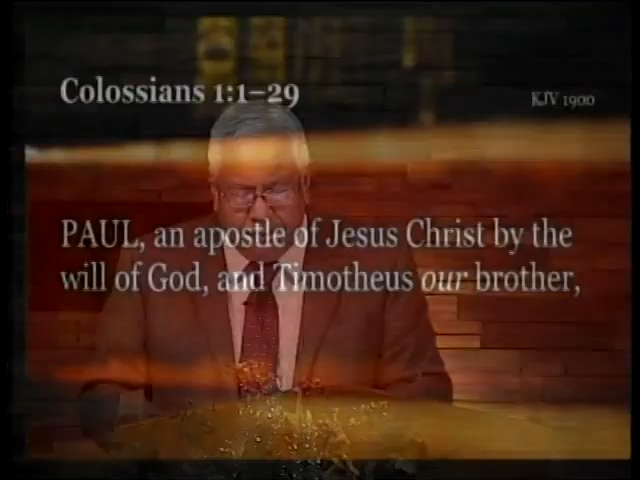 Colossians 1:1–29
KJV 1900
PAUL, an apostle of Jesus Christ by the
will of God, and Timotheus our brother,